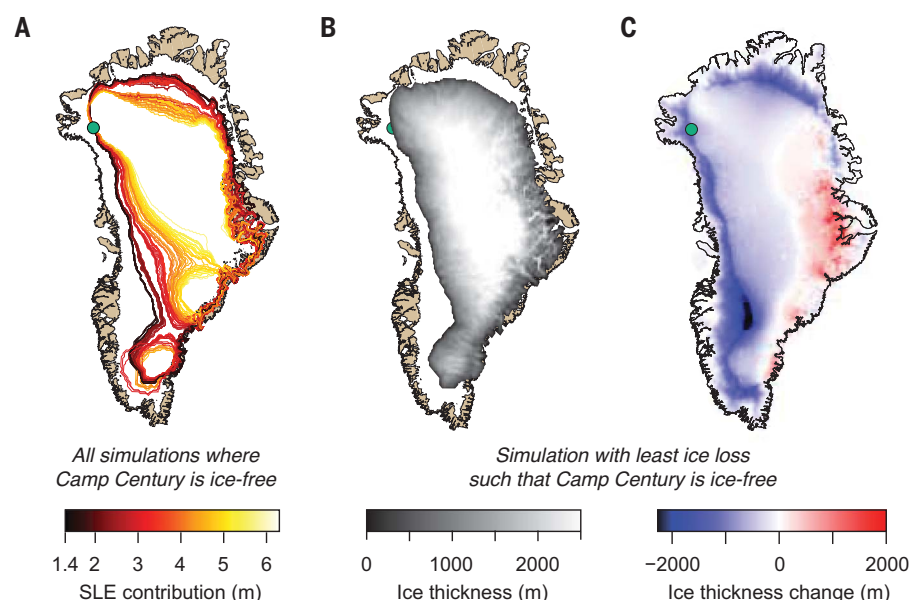 A
B
C
All simulations where
Camp Century is ice-free
Simulation with least ice loss
such that Camp Century is ice-free
1.4 2 3 4 5 6
SLE contribution (m)
0 1000 2000
Ice thickness (m)
−2000 0 2000
Ice thickness change (m)